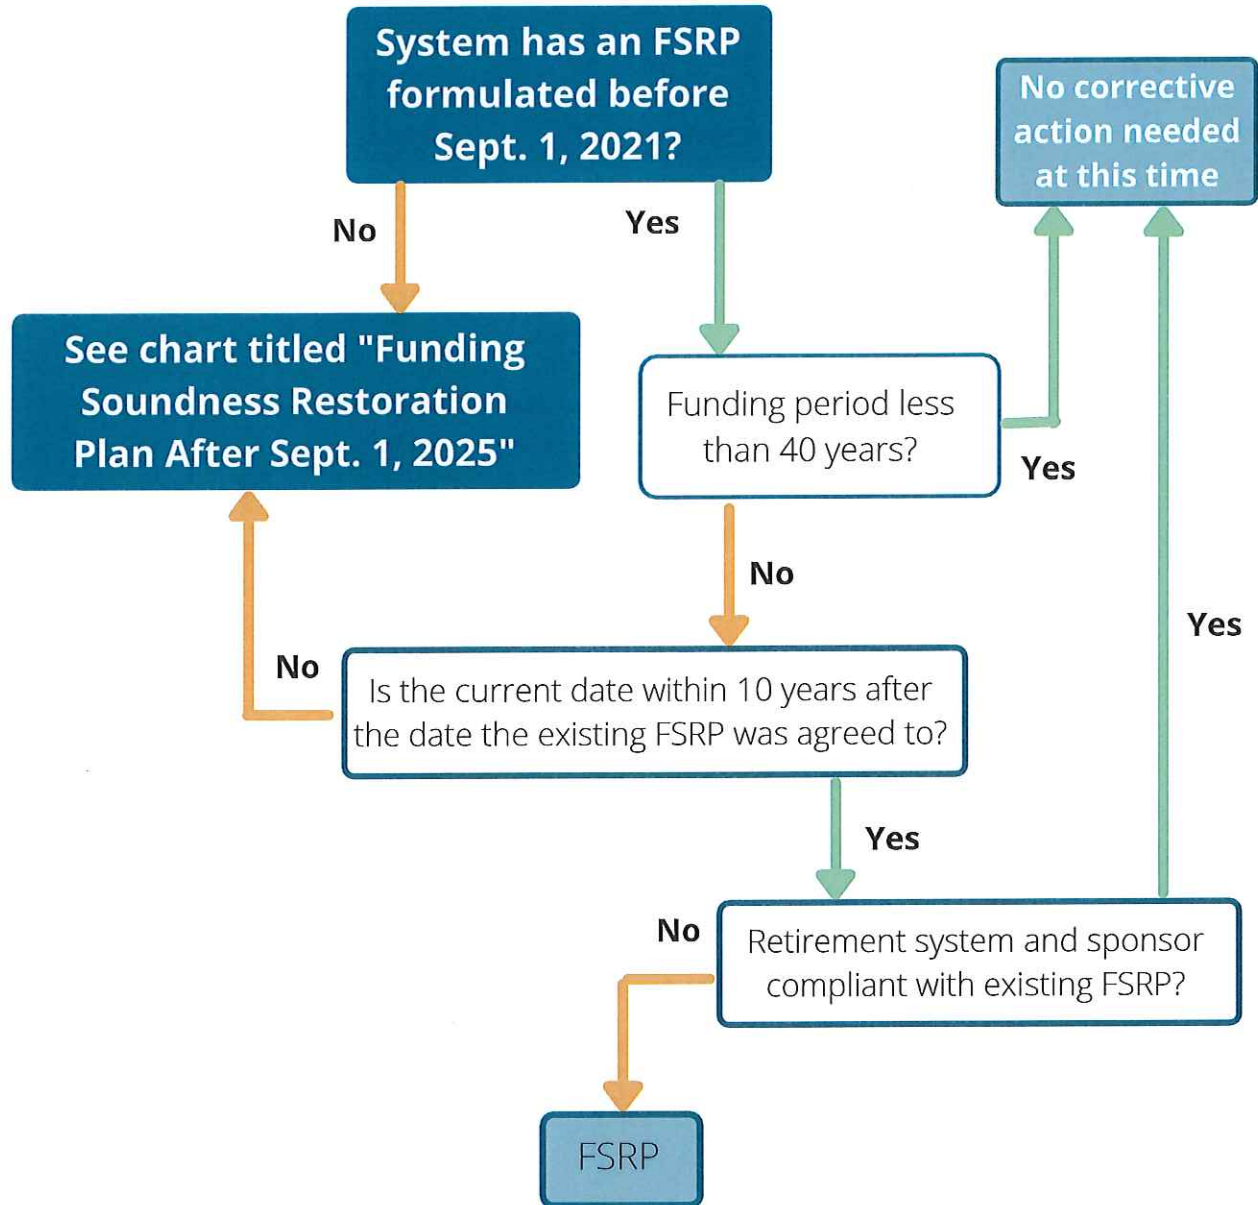 System has an FSRP
formulated before
Sept. 1, 2021?
No corrective
action needed
at this time
No
Yes
See chart titled "Funding
Soundness Restoration
Plan After Sept. 1, 2025"
Funding period less
than 40 years?
Yes
No
Yes
No
Is the current date within 10 years after
the date the existing FSRP was agreed to?
Yes
No
Retirement system and sponsor
compliant with existing FSRP?
FSRP